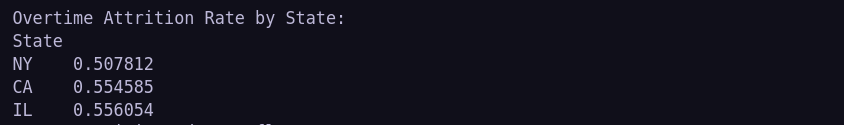 Overtime Attrition Rate by State:
State
NY    0.507812
CA    0.554585
IL    0.556054